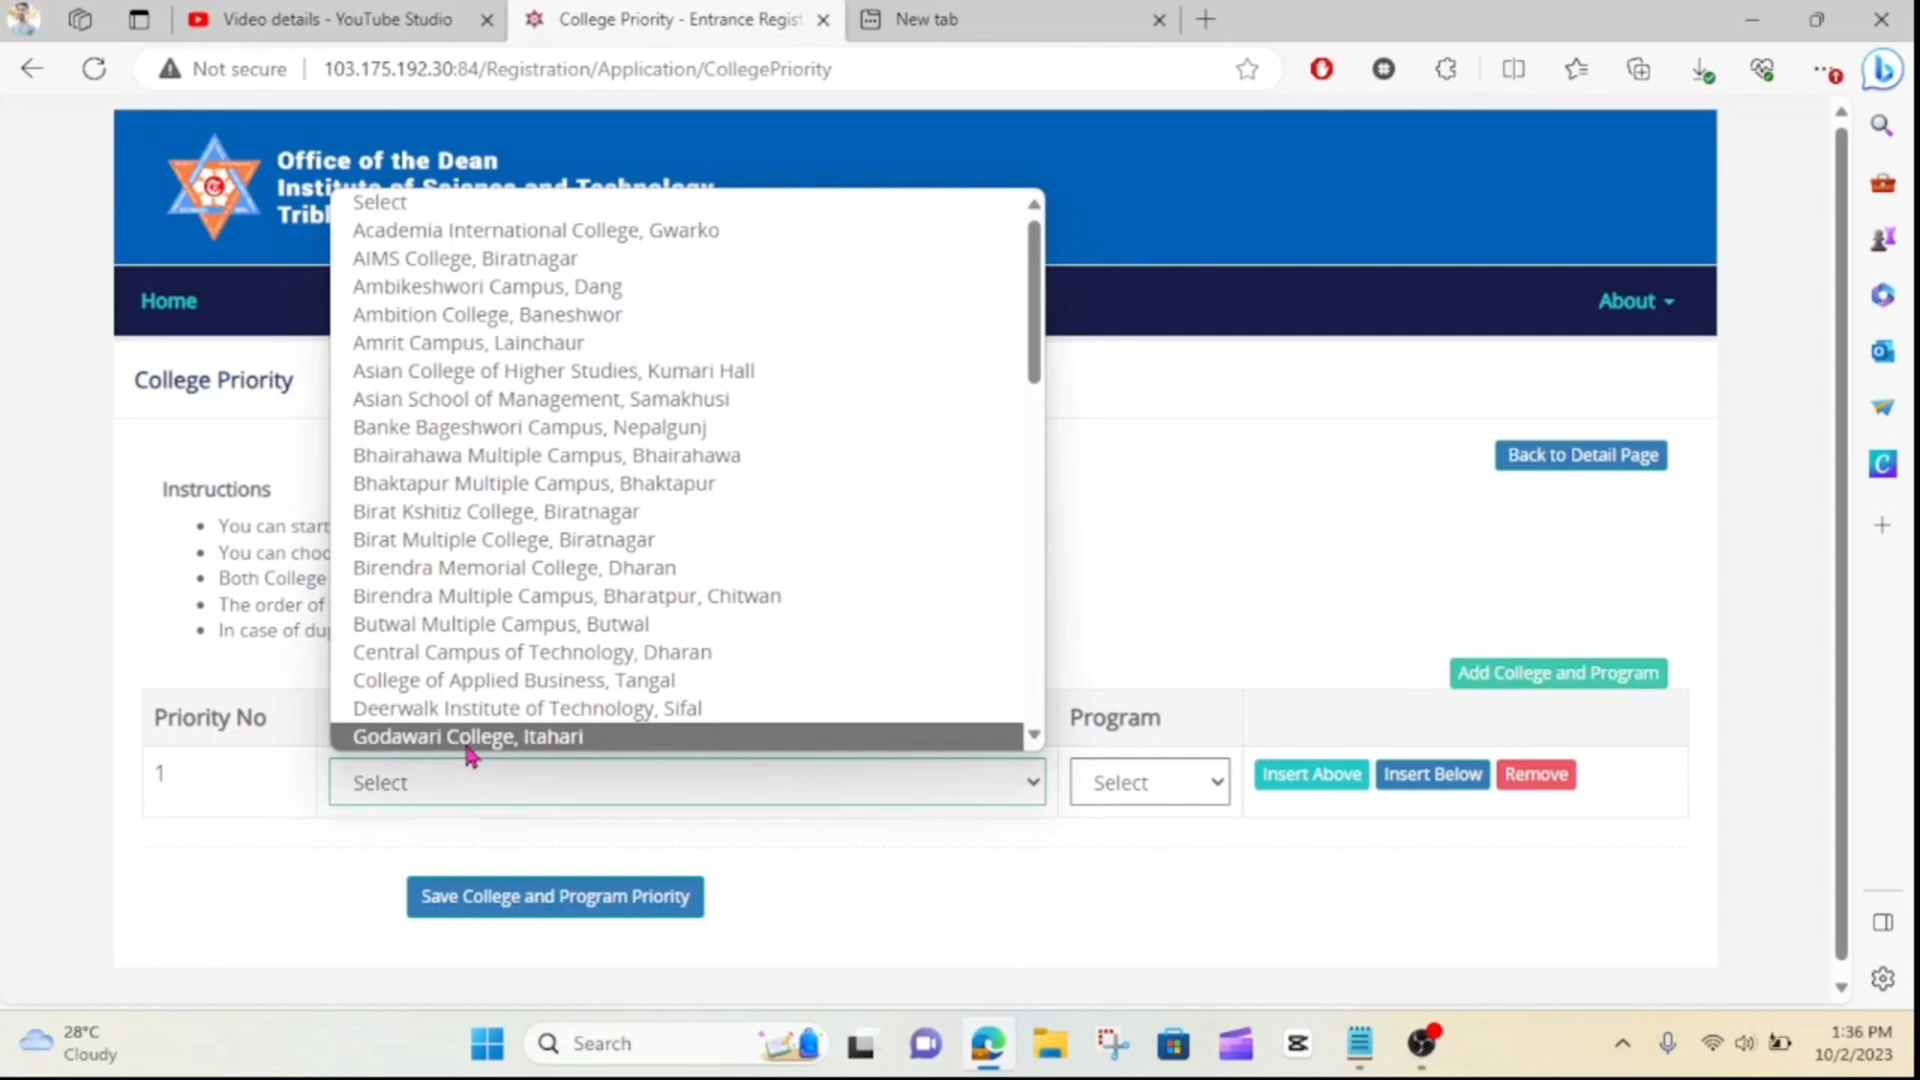 Video details - YouTube Studio
College Priority - Entrance Regist
New tab
Not secure
103.175.192.30:84/Registration/Application/CollegePriority
Office of the Dean
Institute of Science and Technology
Trib
Home
About
College Priority
Back to Detail Page
Instructions
You can start
You can choo
Both College
The order of
In case of dup
Select
Academia International College, Gwarko
AIMS College, Biratnagar
Ambikeshwori Campus, Dang
Ambition College, Baneshwor
Amrit Campus, Lainchaur
Asian College of Higher Studies, Kumari Hall
Asian School of Management, Samakhusi
Banke Bageshwori Campus, Nepalgunj
Bhairahawa Multiple Campus, Bhairahawa
Bhaktapur Multiple Campus, Bhaktapur
Birat Kshitiz College, Biratnagar
Birat Multiple College, Biratnagar
Birendra Memorial College, Dharan
Birendra Multiple Campus, Bharatpur, Chitwan
Butwal Multiple Campus, Butwal
Central Campus of Technology, Dharan
College of Applied Business, Tangal
Deerwalk Institute of Technology, Sifal
Godawari College, Itahari
Add College and Program
Priority No
Program
1
Select
Select
Insert Above
Insert Below
Remove
Save College and Program Priority
28°C
Cloudy
Search
1:36 PM
10/2/2023